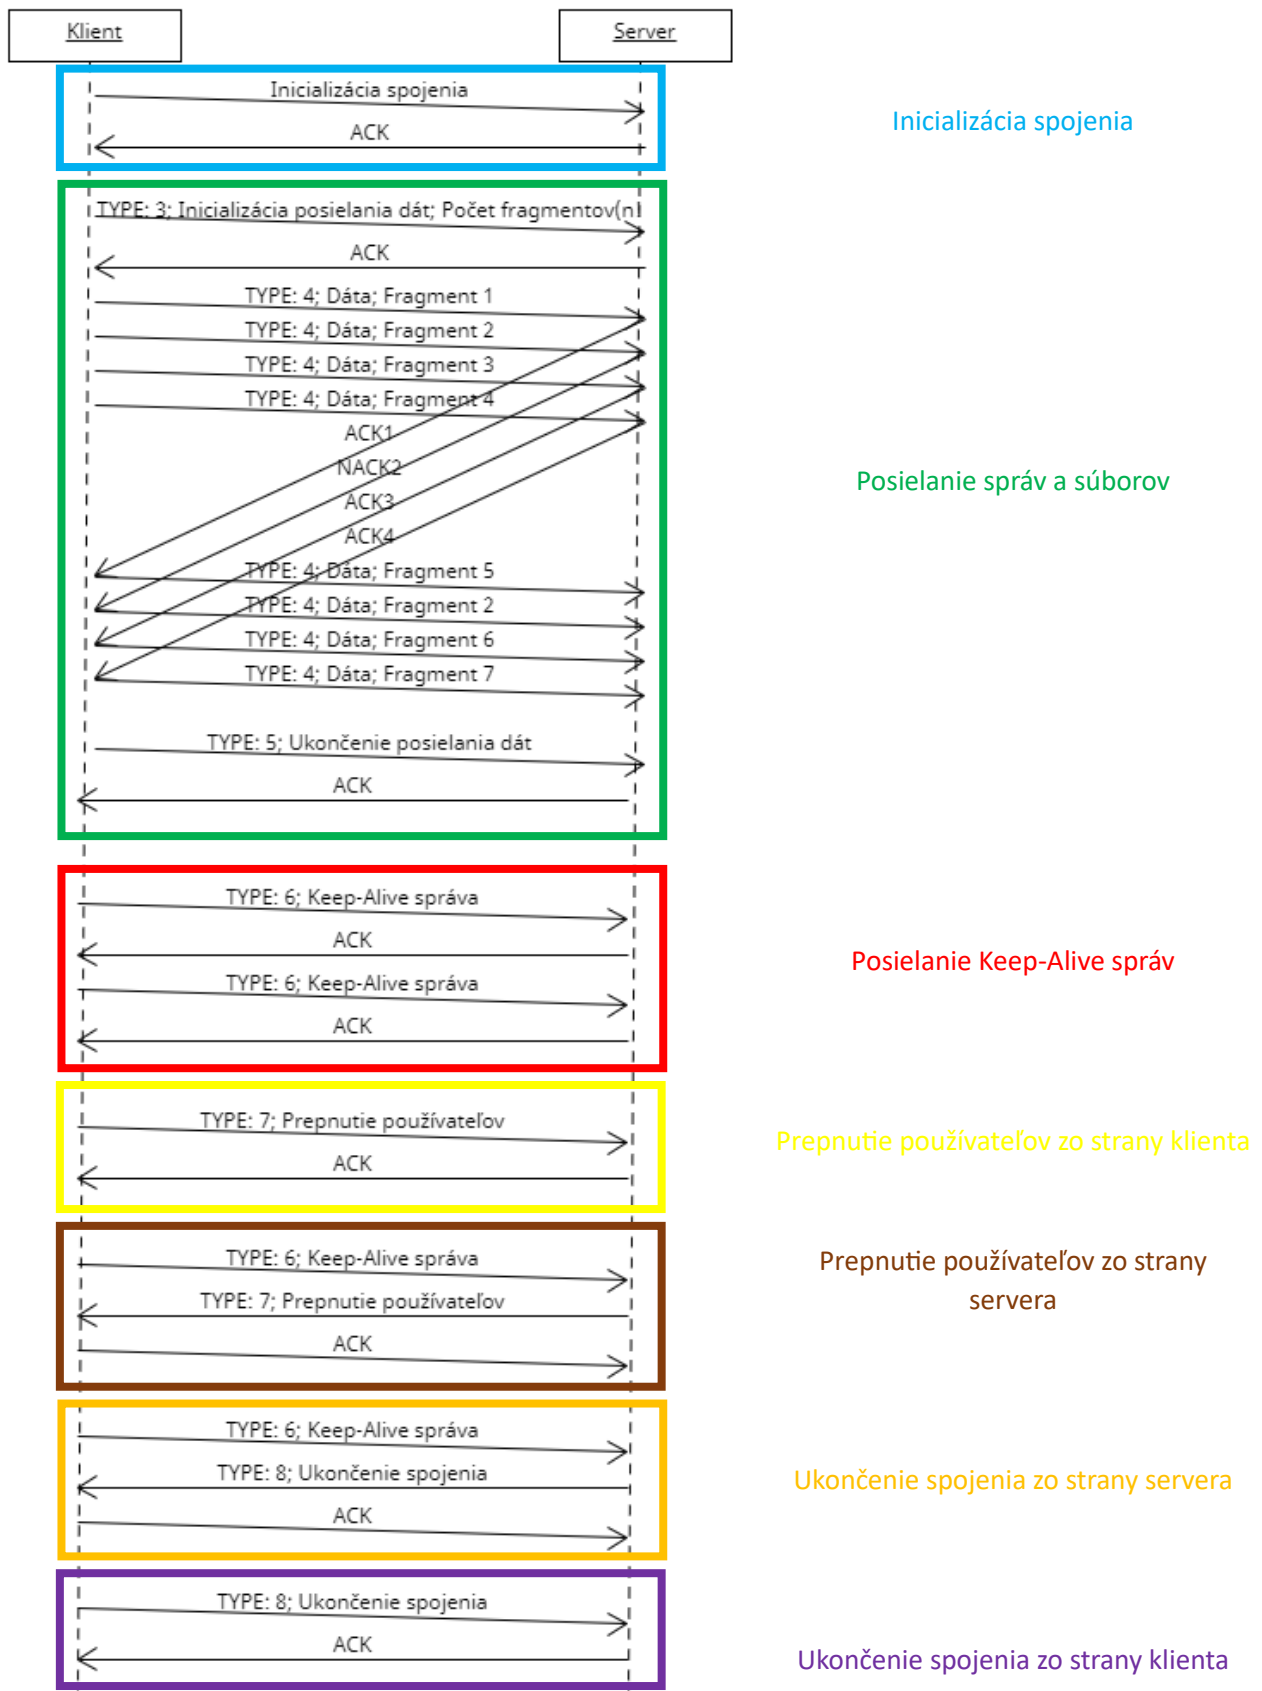 Klient
Server
Inicializácia spojenia
ACK
Inicializácia spojenia
TYPE: 3; Inicializácia posielania dát; Počet fragmentov(n)
ACK
TYPE: 4; Dáta; Fragment 1
TYPE: 4; Dáta; Fragment 2
TYPE: 4; Dáta; Fragment 3
TYPE: 4; Dáta; Fragment 4
ACK1
NACK2
ACK3
ACK4
TYPE: 4; Dáta; Fragment 5
TYPE: 4; Dáta; Fragment 2
TYPE: 4; Dáta; Fragment 6
TYPE: 4; Dáta; Fragment 7
TYPE: 5; Ukončenie posielania dát
ACK
Posielanie správ a súborov
TYPE: 6; Keep-Alive správa
ACK
TYPE: 6; Keep-Alive správa
ACK
Posielanie Keep-Alive správ
TYPE: 7; Prepnutie používateľov
ACK
Prepnutie používateľov zo strany klienta
TYPE: 6; Keep-Alive správa
TYPE: 7; Prepnutie používateľov
ACK
Prepnutie používateľov zo strany
servera
TYPE: 6; Keep-Alive správa
TYPE: 8; Ukončenie spojenia
ACK
Ukončenie spojenia zo strany servera
TYPE: 8; Ukončenie spojenia
ACK
Ukončenie spojenia zo strany klienta